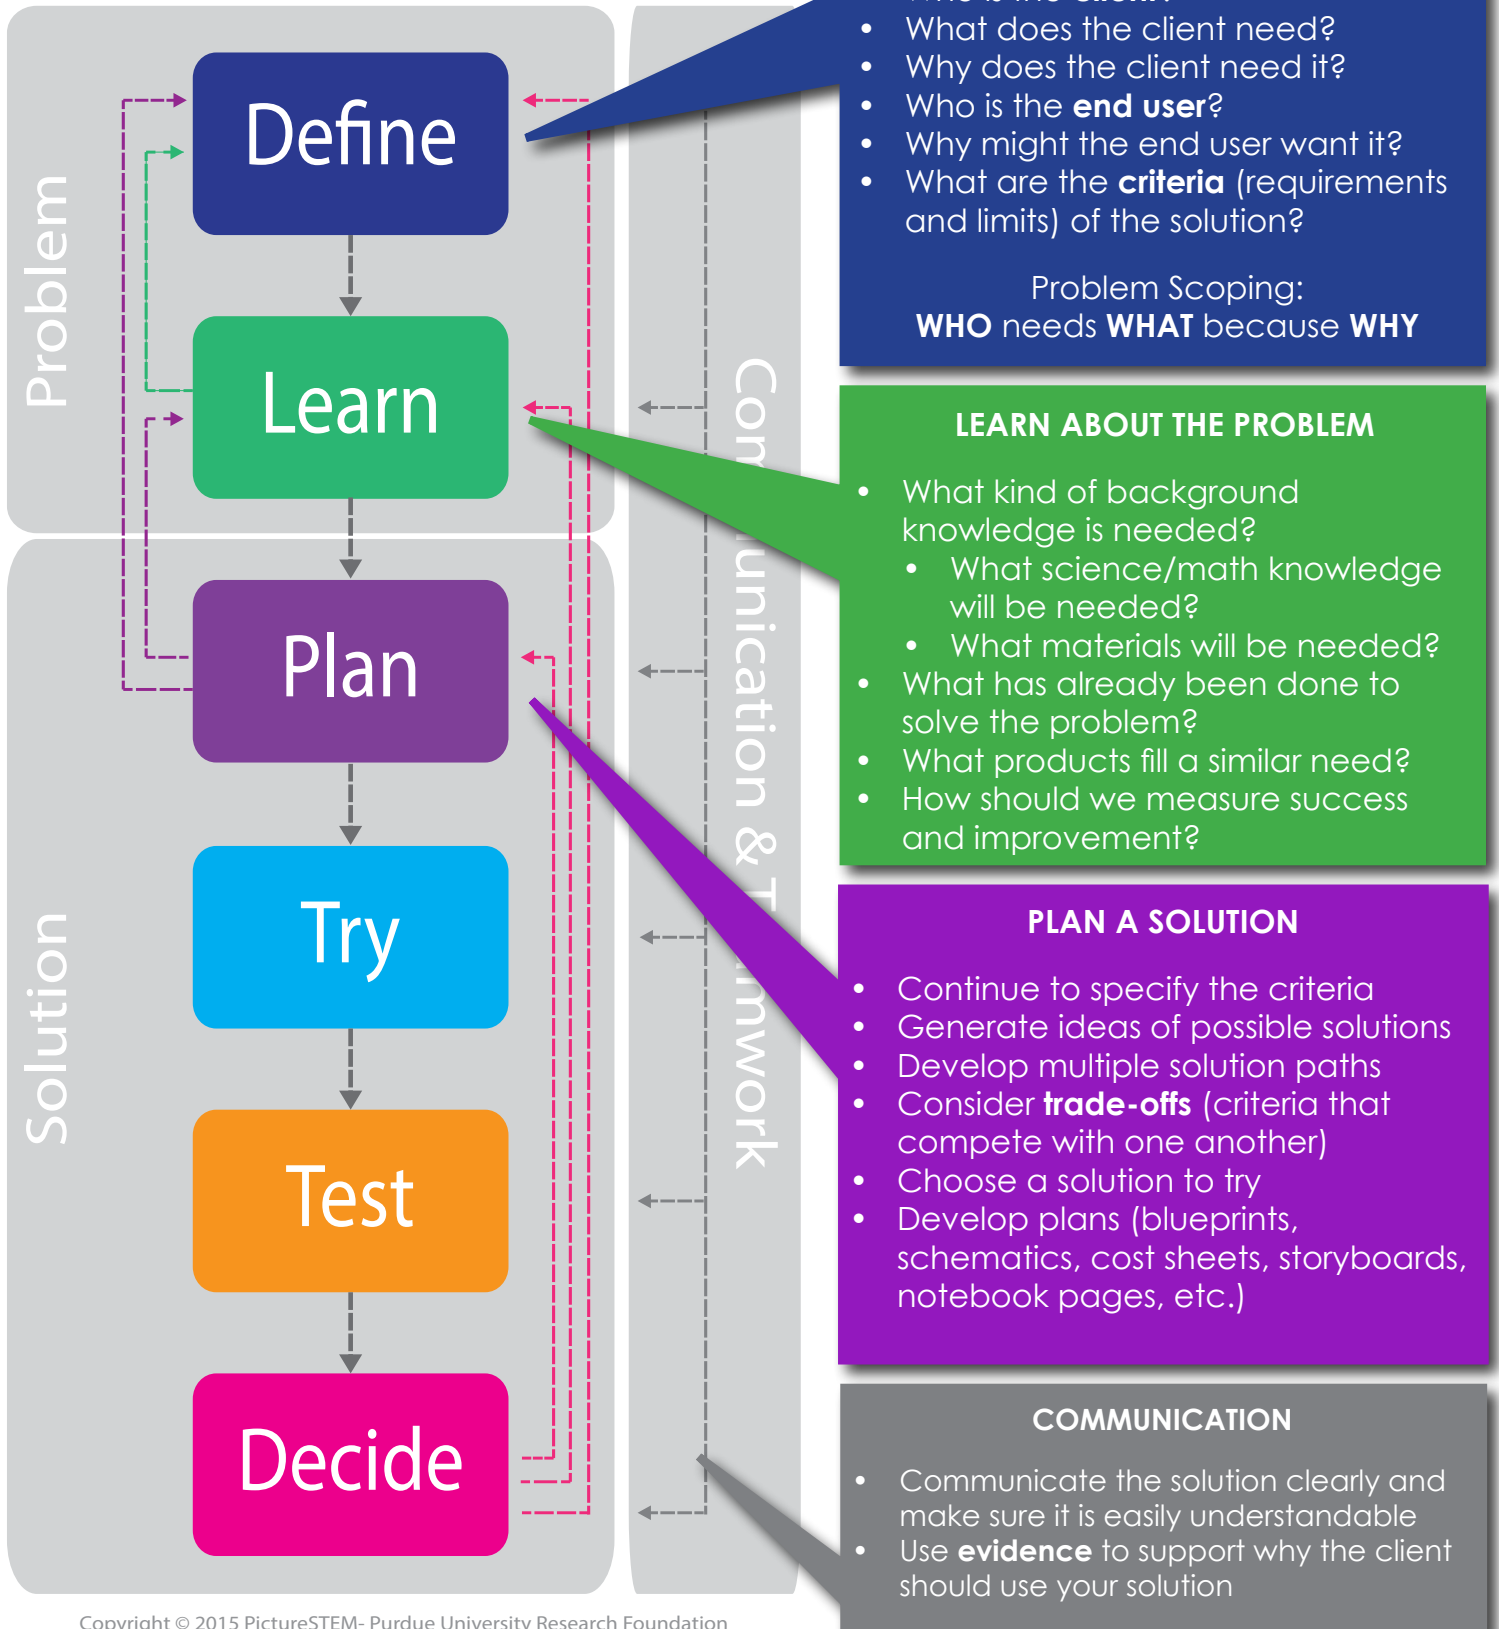 Problem
Define
Learn
Solution
Plan
Try
Test
Decide
Communication & T mwork
Who is the client?
• What does the client need?
• Why does the client need it?
• Who is the end user?
• Why might the end user want it?
• What are the criteria (requirements
and limits) of the solution?
Problem Scoping:
WHO needs WHAT because WHY
LEARN ABOUT THE PROBLEM
• What kind of background
knowledge is needed?
• What science/math knowledge
will be needed?
• What materials will be needed?
• What has already been done to
solve the problem?
• What products fill a similar need?
• How should we measure success
and improvement?
PLAN A SOLUTION
• Continue to specify the criteria
• Generate ideas of possible solutions
• Develop multiple solution paths
• Consider trade-offs (criteria that
compete with one another)
• Choose a solution to try
• Develop plans (blueprints,
schematics, cost sheets, storyboards,
notebook pages, etc.)
COMMUNICATION
• Communicate the solution clearly and
make sure it is easily understandable
• Use evidence to support why the client
should use your solution
Copyright © 2015 PictureSTEM- Purdue University Research Foundation